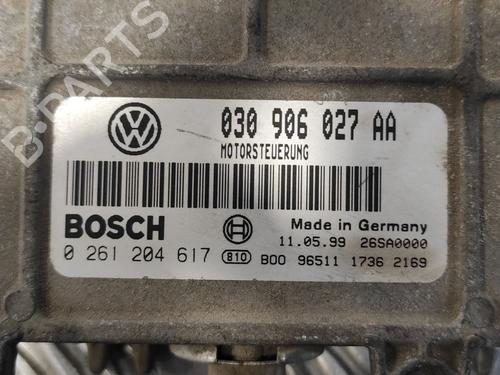 B-PARTS
030 906 027 AA
MOTORSTEUERUNG
BOSCH
Made in Germany
11.05.99 26SA0000
0 261 204 617 B10 B00 96511 1736 2169